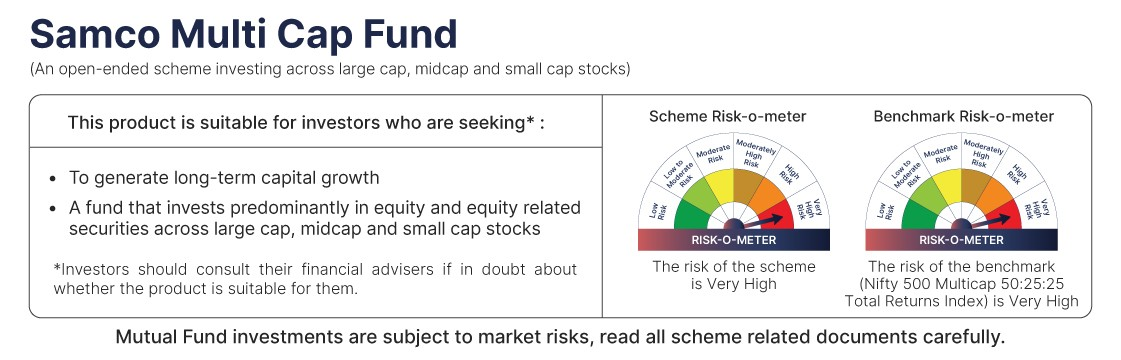 Samco Multi Cap Fund
(An open-ended scheme investing across large cap, midcap and small cap stocks)
This product is suitable for investors who are seeking* :
• To generate long-term capital growth
• A fund that invests predominantly in equity and equity related
securities across large cap, midcap and small cap stocks
*Investors should consult their financial advisers if in doubt about
whether the product is suitable for them.
Scheme Risk-o-meter
Low
Risk
Low to
Moderate
Risk
Moderate
Risk
Moderately
High
Risk
High
Risk
Very
High
Risk
RISK-O-METER
The risk of the scheme
is Very High
Benchmark Risk-o-meter
Low
Risk
Low to
Moderate
Risk
Moderate
Risk
Moderately
High
Risk
High
Risk
Very
High
Risk
RISK-O-METER
The risk of the benchmark
(Nifty 500 Multicap 50:25:25
Total Returns Index) is Very High
Mutual Fund investments are subject to market risks, read all scheme related documents carefully.